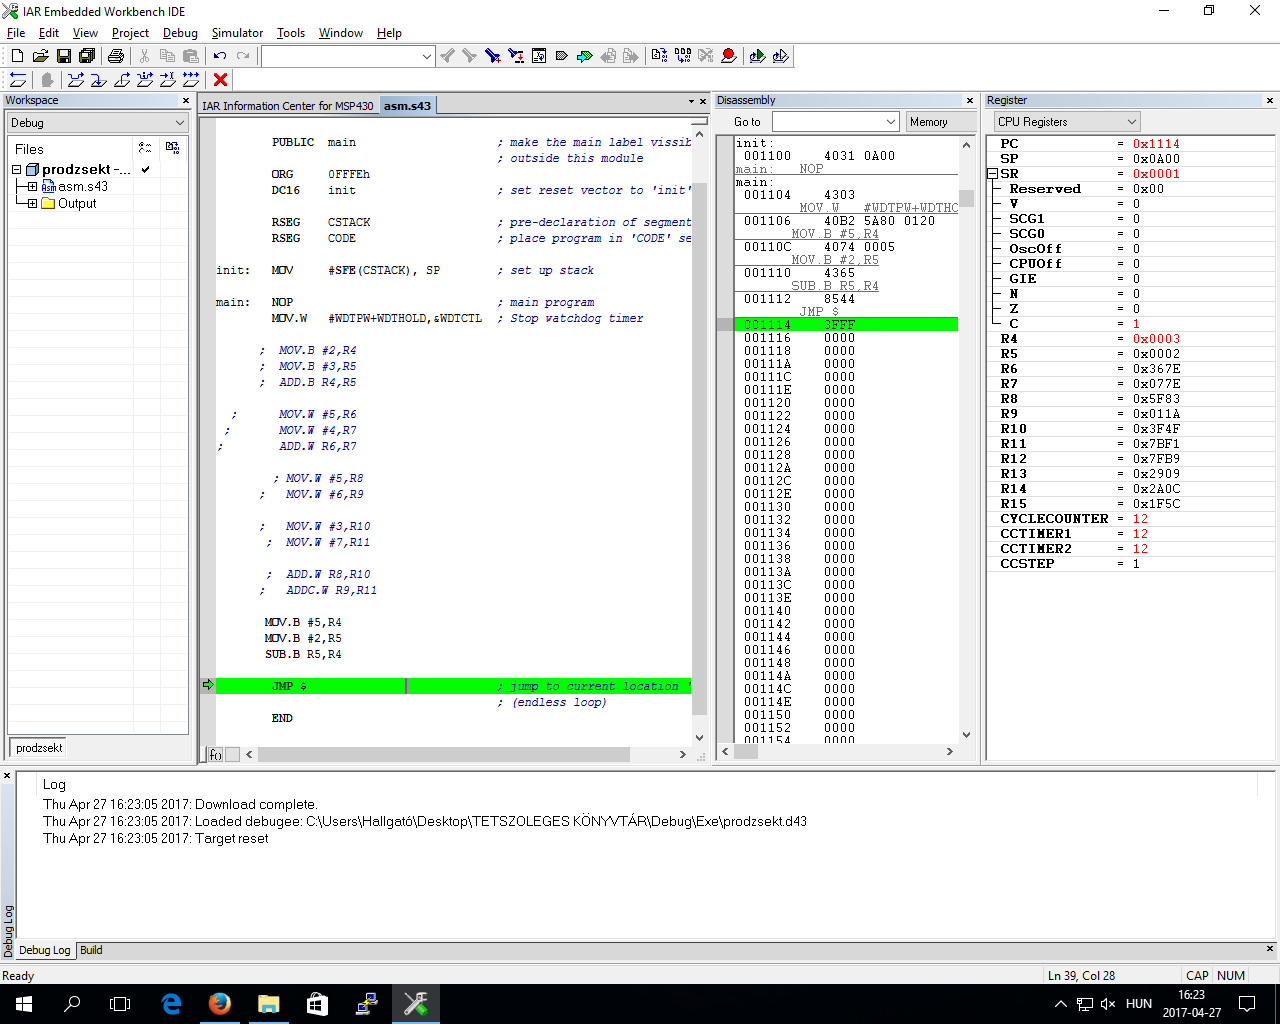 IAR Embedded Workbench IDE
File Edit View Project Debug Simulator Tools Window Help
Workspace
Debug
Files
prodzsekt -...
asm.s43
Output
prodzsekt
IAR Information Center for MSP430 asm.s43
PUBLIC main ; make the main label vissib
; outside this module
ORG 0FFFEh
DC16 init ; set reset vector to 'init'
RSEG CSTACK ; pre-declaration of segment
RSEG CODE ; place program in 'CODE' se
init: MOV #SFE(CSTACK), SP ; set up stack
main: NOP ; main program
MOV.W #WDTPW+WDTHOLD,&WDTCTL ; Stop watchdog timer
; MOV.B #2,R4
; MOV.B #3,R5
; ADD.B R4,R5
; MOV.W #5,R6
; MOV.W #4,R7
; ADD.W R6,R7
; MOV.W #5,R8
; MOV.W #6,R9
; MOV.W #3,R10
; MOV.W #7,R11
; ADD.W R8,R10
; ADDC.W R9,R11
MOV.B #5,R4
MOV.B #2,R5
SUB.B R5,R4
JMP $ ; jump to current location '
; (endless loop)
END
f()
Disassembly
Go to Memory
init:
001100 4031 0A00
main: NOP
main:
001104 4303
MOV.W #WDTPW+WDTHO
001106 40B2 5A80 0120
MOV.B #5,R4
00110C 4074 0005
MOV.B #2,R5
001110 4365
SUB.B R5,R4
001112 8544
JMP $
001114 3FFF
001116 0000
001118 0000
00111A 0000
00111C 0000
00111E 0000
001120 0000
001122 0000
001124 0000
001126 0000
001128 0000
00112A 0000
00112C 0000
00112E 0000
001130 0000
001132 0000
001134 0000
001136 0000
001138 0000
00113A 0000
00113C 0000
00113E 0000
001140 0000
001142 0000
001144 0000
001146 0000
001148 0000
00114A 0000
00114C 0000
00114E 0000
001150 0000
001152 0000
001154 0000
Register
CPU Registers
PC = 0x1114
SP = 0x0A00
SR = 0x0001
Reserved = 0x00
V = 0
SCG1 = 0
SCG0 = 0
OscOff = 0
CPUOff = 0
GIE = 0
N = 0
Z = 0
C = 1
R4 = 0x0003
R5 = 0x0002
R6 = 0x367E
R7 = 0x077E
R8 = 0x5F83
R9 = 0x011A
R10 = 0x3F4F
R11 = 0x7BF1
R12 = 0x7FB9
R13 = 0x2909
R14 = 0x2A0C
R15 = 0x1F5C
CYCLECOUNTER = 12
CCTIMER1 = 12
CCTIMER2 = 12
CCSTEP = 1
Log
Thu Apr 27 16:23:05 2017: Download complete.
Thu Apr 27 16:23:05 2017: Loaded debugee: C:\Users\Hallgató\Desktop\TETSZOLEGES KÖNYVTÁR\Debug\Exe\prodzsekt.d43
Thu Apr 27 16:23:05 2017: Target reset
Debug Log
Debug Log Build
Ready Ln 39, Col 28 CAP NUM
HUN 16:23
2017-04-27